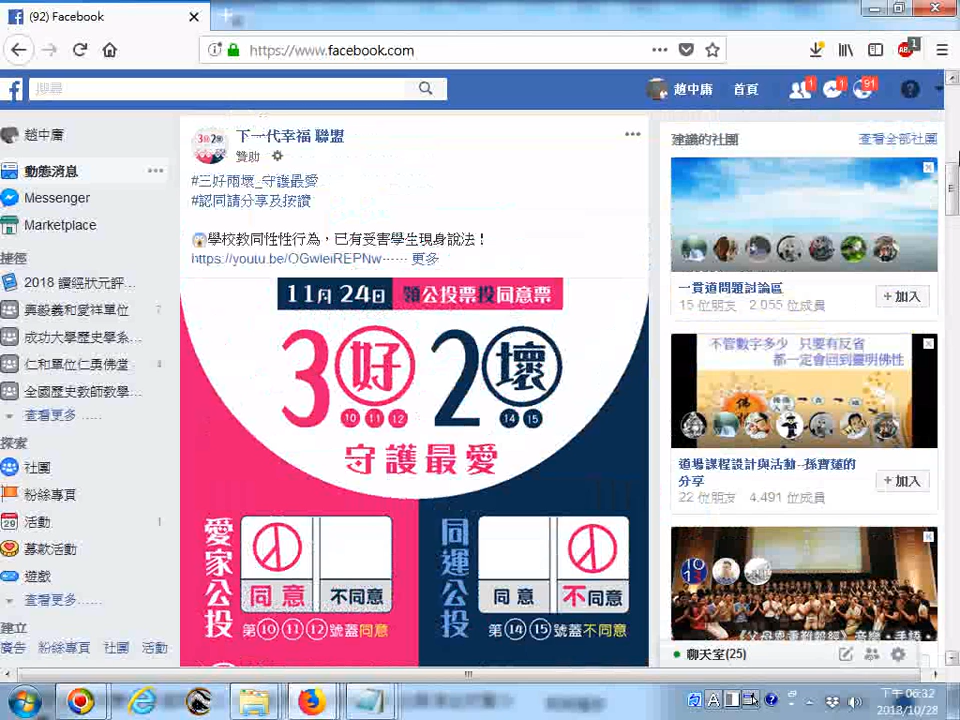 (92) Facebook
https://www.facebook.com
搜尋
趙中庸
首頁
1
1
91
趙中庸
動態消息
Messenger
Marketplace
捷徑
2018 讀經狀元評...
興毅義和愛祥單位 7
成功大學歷史學系...
仁和單位仁勇佛堂 4
全國歷史教師教學...
查看更多 ......
探索
社團
粉絲專頁
活動 1
募款活動
遊戲
查看更多......
建立
廣告 粉絲專頁 社團 活動
下一代幸福 聯盟
贊助
#三好兩壞_守護最愛
#認同請分享及按讚
學校教同性性行為，已有受害學生現身說法！
更多
11月 24日 領公投票投同意票
3好 2壞
10 11 12 14 15
守護最愛
愛家公投
同意 不同意
第⑩⑪⑫號蓋同意
同運公投
同意 不同意
第⑭⑮號蓋不同意
建議的社團 查看全部社團
一貫道問題討論區
15 位朋友 2,055 位成員
+ 加入
不管數字多少 只要有反省
都一定會回到靈明佛性
道場課程設計與活動--孫寶蓮的
分享
22 位朋友 4,491 位成員
+ 加入
聊天室(25)
下午 06:32
2018/10/28